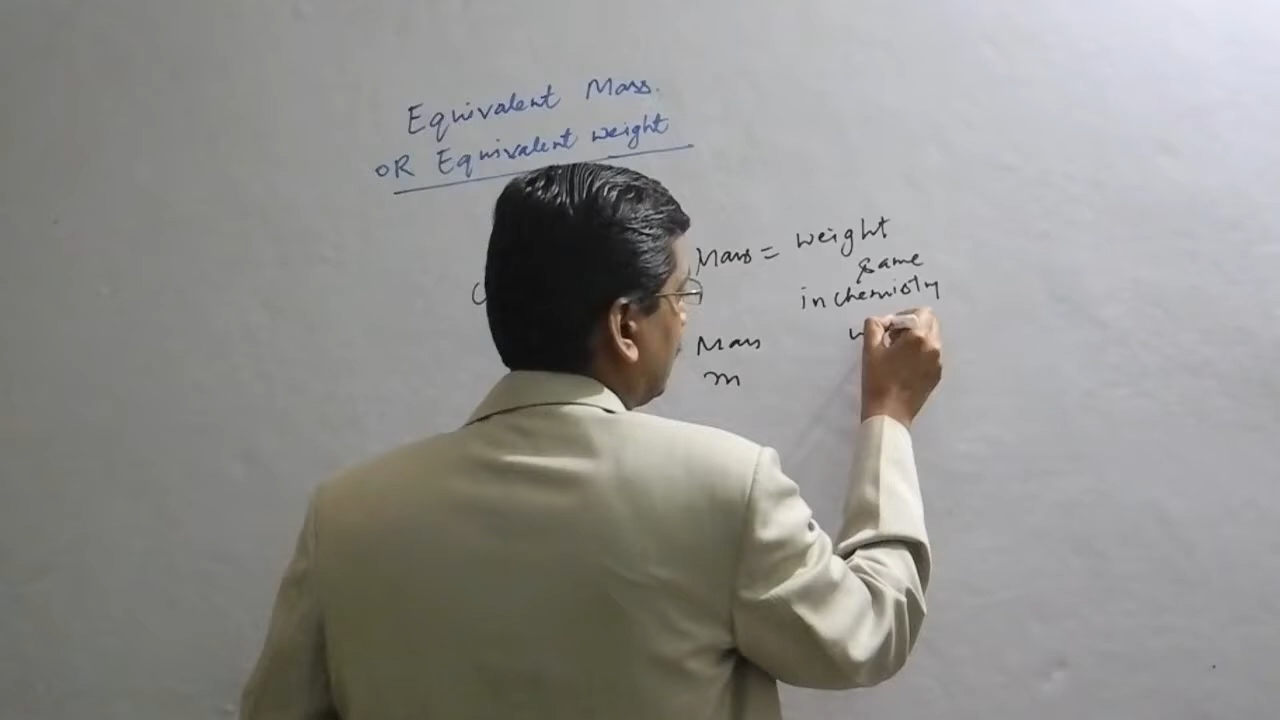 Equivalent Mass.
OR Equivalent weight
Mass = weight
same
in chemistry
Mass
m